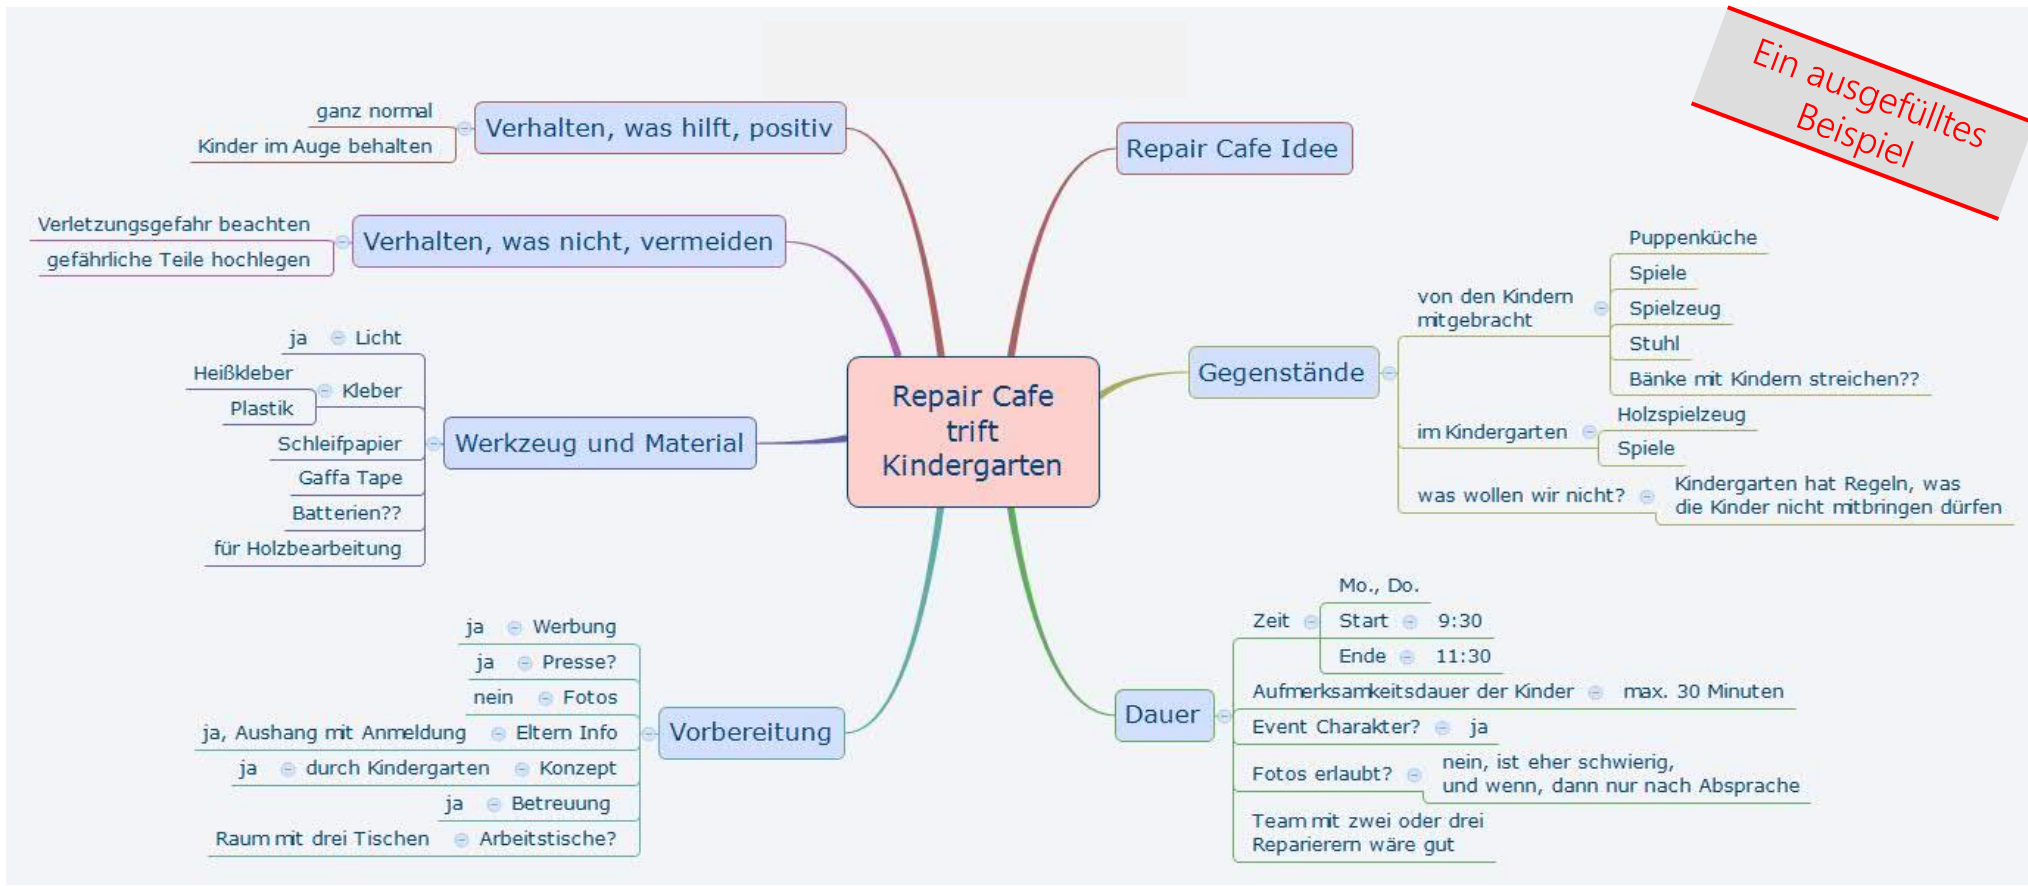 Ein ausgefülltes
Beispiel
Repair Cafe
trift
Kindergarten
Verhalten, was hilft, positiv
ganz normal
Kinder im Auge behalten
Verhalten, was nicht, vermeiden
Verletzungsgefahr beachten
gefährliche Teile hochlegen
Werkzeug und Material
ja Licht
Heißkleber
Kleber
Plastik
Schleifpapier
Gaffa Tape
Batterien??
für Holzbearbeitung
Vorbereitung
ja Werbung
ja Presse?
nein Fotos
ja, Aushang mit Anmeldung Eltern Info
ja durch Kindergarten Konzept
ja Betreuung
Raum mit drei Tischen Arbeitstische?
Repair Cafe Idee
Gegenstände
von den Kindern
mitgebracht
Puppenküche
Spiele
Spielzeug
Stuhl
Bänke mit Kindern streichen??
im Kindergarten
Holzspielzeug
Spiele
was wollen wir nicht?
Kindergarten hat Regeln, was
die Kinder nicht mitbringen dürfen
Dauer
Zeit
Mo., Do.
Start 9:30
Ende 11:30
Aufmerksamkeitsdauer der Kinder max. 30 Minuten
Event Charakter? ja
Fotos erlaubt?
nein, ist eher schwierig,
und wenn, dann nur nach Absprache
Team mit zwei oder drei
Reparierern wäre gut